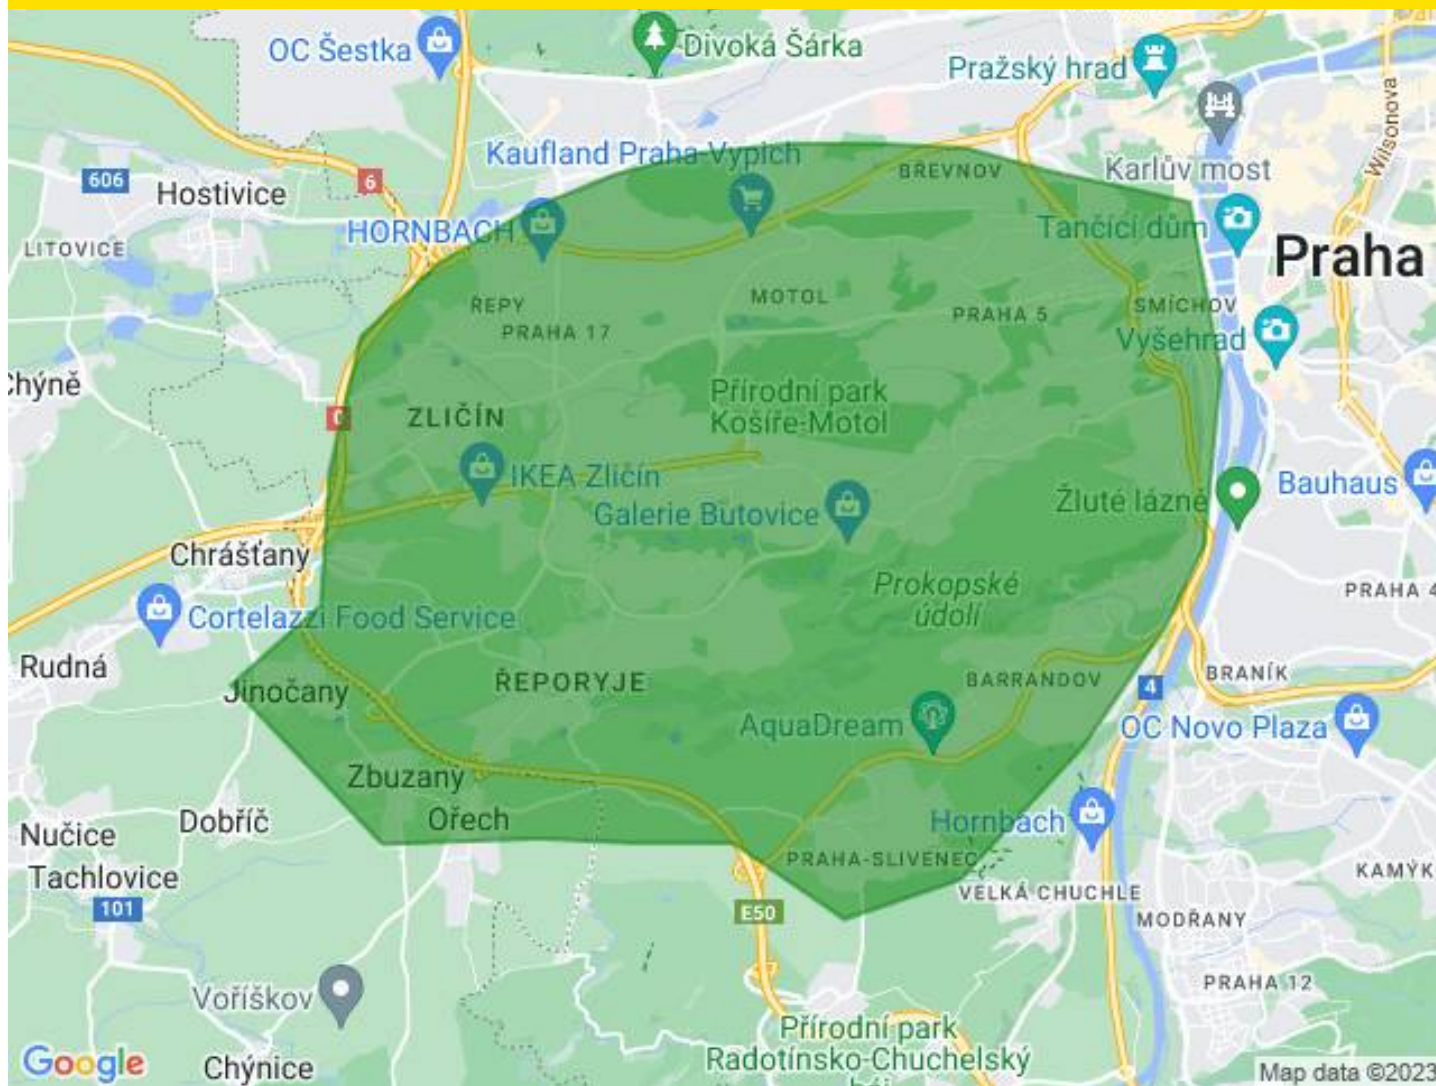 OC Šestka
Divoká Šárka
Pražský hrad
Wilsonova
Kaufland Praha-Vypich
BŘEVNOV
Karlův most
606
Hostivice
6
HORNBACH
Tančící dům
LITOVICE
Praha
ŘEPY
MOTOL
PRAHA 5
SMÍCHOV
PRAHA 17
Vyšehrad
Chýně
Přírodní park
Košíře-Motol
ZLIČÍN
0
IKEA Zličín
Bauhaus
Galerie Butovice
Žluté lázně
Chrášťany
Prokopské
údolí
PRAHA 4
Cortelazzi Food Service
Rudná
Jinočany
ŘEPORYJE
BARRANDOV
4
BRANÍK
AquaDream
OC Novo Plaza
Zbuzany
Nučice
Dobříč
Ořech
Hornbach
PRAHA-SLIVENEC
Tachlovice
VELKÁ CHUCHLE
KAMÝK
101
E50
MODŘANY
Voříškov
PRAHA 12
Přírodní park
Radotínsko-Chuchelský
háj
Google
Chýnice
Map data ©2023